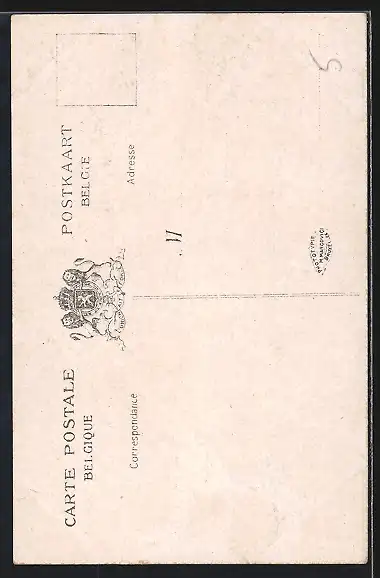 CARTE POSTALE POSTKAART
BELGIQUE BELGIE
Correspondance Adresse
M
5